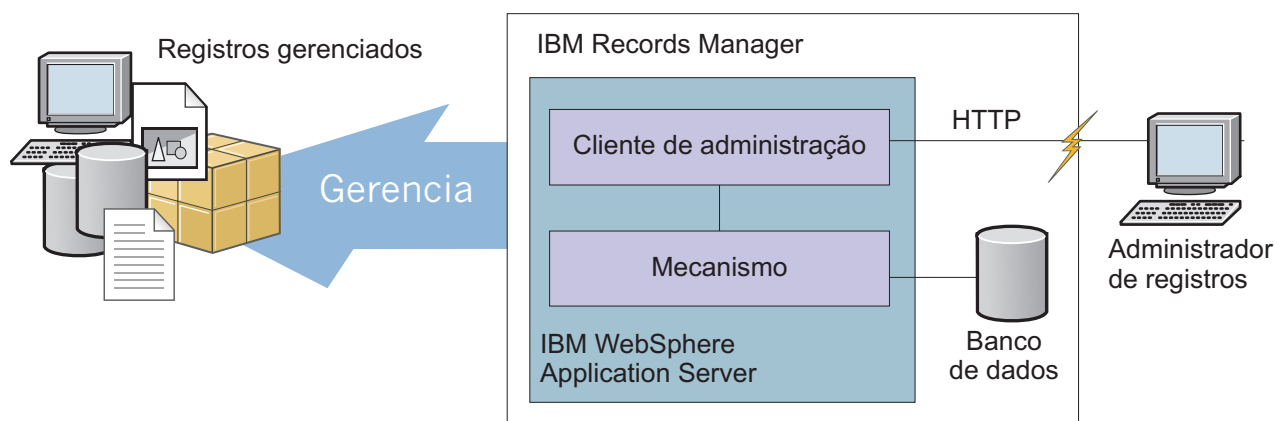 Registros gerenciados
IBM Records Manager
Cliente de administração
HTTP
Gerencia
Mecanismo
Administrador
de registros
IBM WebSphere
Application Server
Banco
de dados